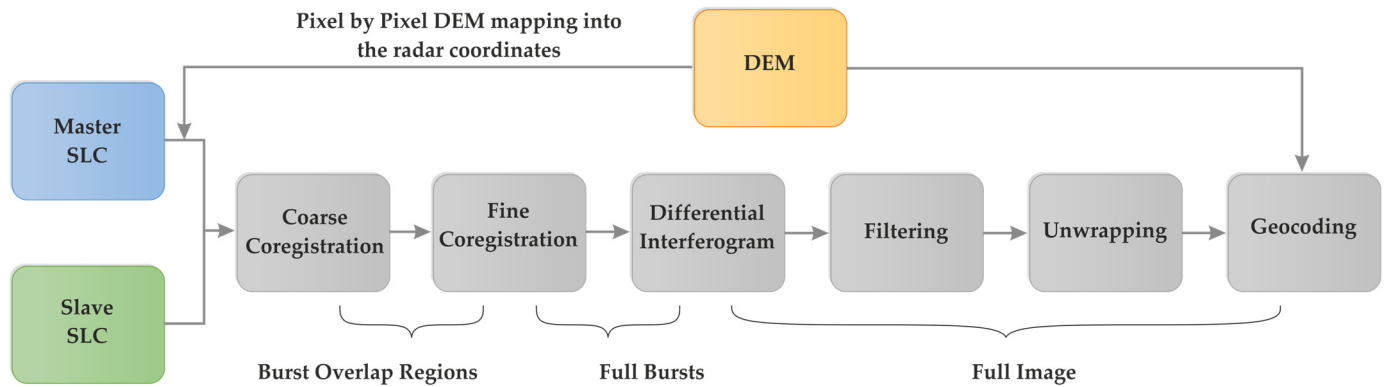 Pixel by Pixel DEM mapping into
the radar coordinates
DEM
Master
SLC
Coarse
Coregistration
Fine
Coregistration
Differential
Interferogram
Filtering
Unwrapping
Geocoding
Slave
SLC
Burst Overlap Regions
Full Bursts
Full Image